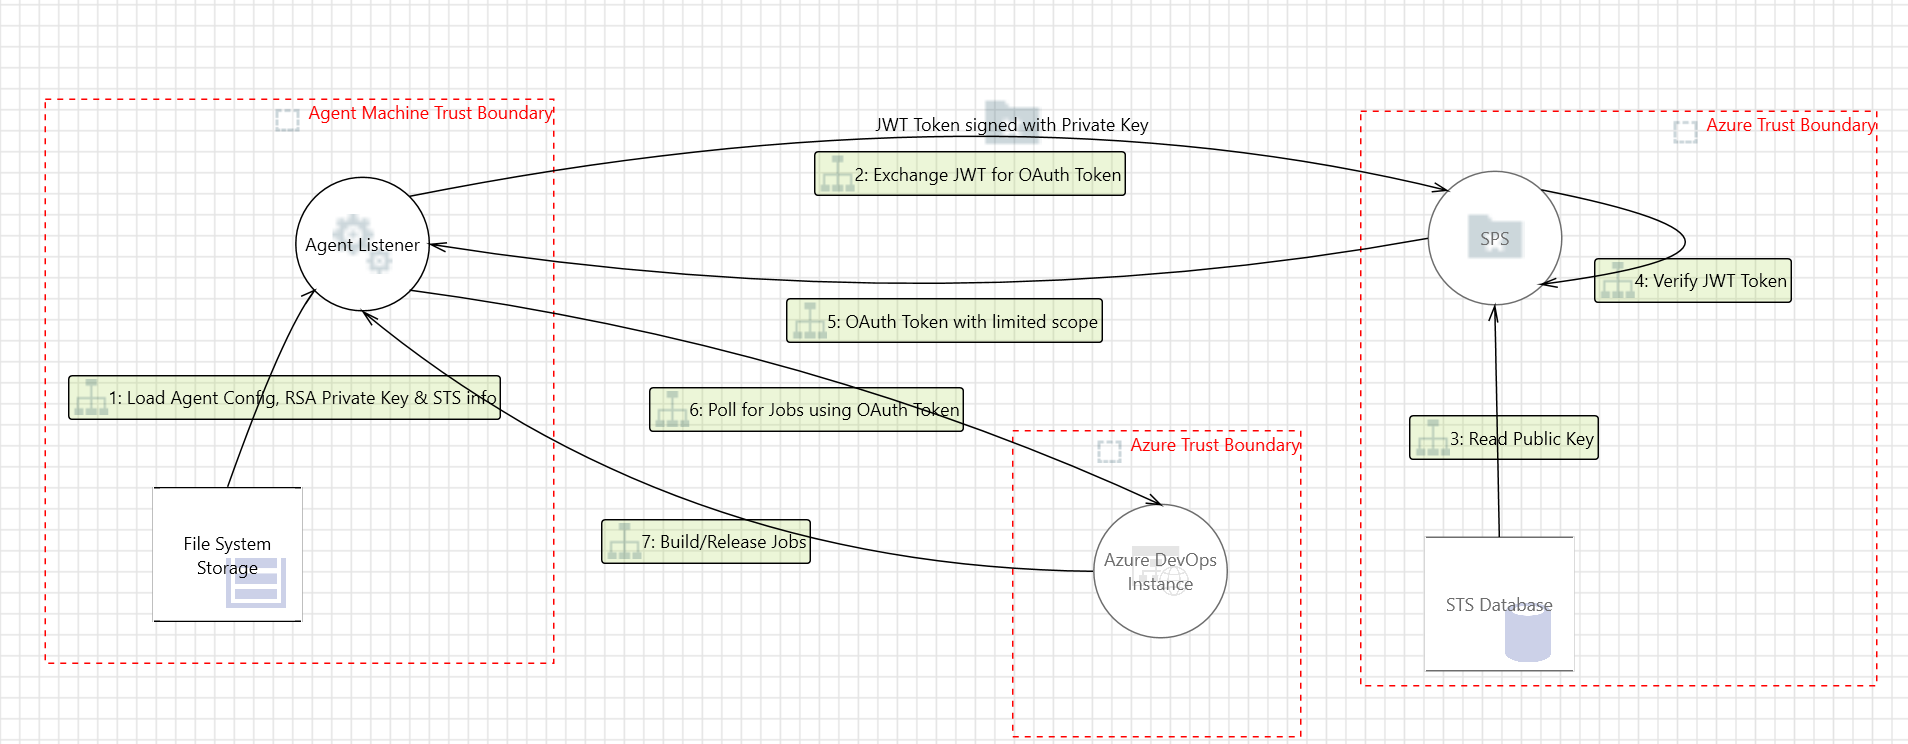 Agent Machine Trust Boundary
JWT Token signed with Private Key
Azure Trust Boundary
2: Exchange JWT for OAuth Token
Agent Listener
SPS
4: Verify JWT Token
5: OAuth Token with limited scope
1: Load Agent Config, RSA Private Key & STS info
6: Poll for Jobs using OAuth Token
Azure Trust Boundary
3: Read Public Key
File System
Storage
7: Build/Release Jobs
Azure DevOps
Instance
STS Database